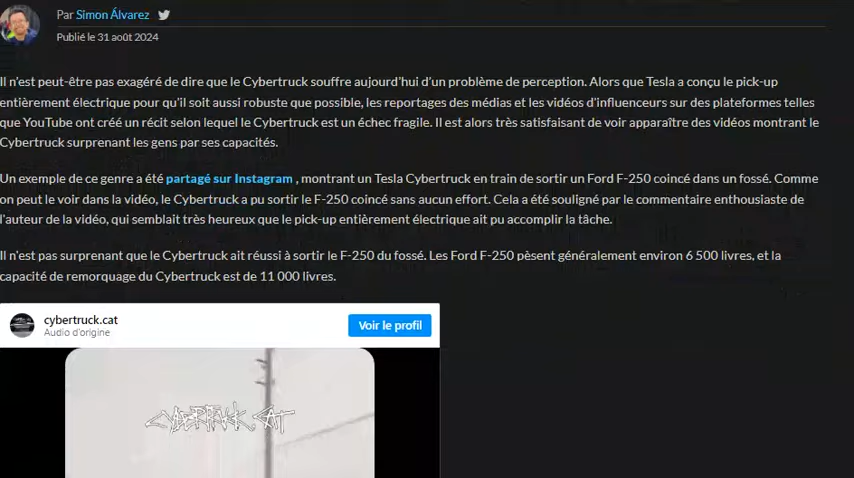 Par Simon Álvarez
Publié le 31 août 2024
Il n'est peut-être pas exagéré de dire que le Cybertruck souffre aujourd'hui d'un problème de perception. Alors que Tesla a conçu le pick-up
entièrement électrique pour qu'il soit aussi robuste que possible, les reportages des médias et les vidéos d'influenceurs sur des plateformes telles
que YouTube ont créé un récit selon lequel le Cybertruck est un échec fragile. Il est alors très satisfaisant de voir apparaître des vidéos montrant le
Cybertruck surprenant les gens par ses capacités.
Un exemple de ce genre a été partagé sur Instagram , montrant un Tesla Cybertruck en train de sortir un Ford F-250 coincé dans un fossé. Comme
on peut le voir dans la vidéo, le Cybertruck a pu sortir le F-250 coincé sans aucun effort. Cela a été souligné par le commentaire enthousiaste de
l'auteur de la vidéo, qui semblait très heureux que le pick-up entièrement électrique ait pu accomplir la tâche.
Il n'est pas surprenant que le Cybertruck ait réussi à sortir le F-250 du fossé. Les Ford F-250 pèsent généralement environ 6 500 livres, et la
capacité de remorquage du Cybertruck est de 11 000 livres.
cybertruck.cat
Audio d'origine
Voir le profil
CYBERTRUCK.CAT